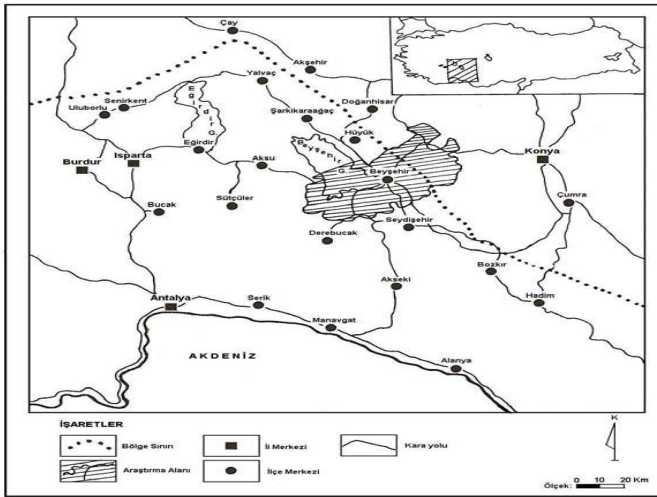 Çay
Akşehir
Yalvaç
Senirkent
Uluborlu
Eğirdir G.
Doğanhisar
Şarkikaraağaç
Hüyük
Beyşehir G.
Konya
Isparta
Eğirdir
Burdur
Aksu
Beyşehir
Çumra
Bucak
Sütçüler
Seydişehir
Derebucak
Bozkır
Akseki
Hadim
Antalya
Serik
Manavgat
AKDENİZ
Alanya
İŞARETLER
K
Bölge Sınırı
İl Merkezi
Kara yolu
Araştırma Alanı
İlçe Merkezi
Ölçek: 0 10 20 Km